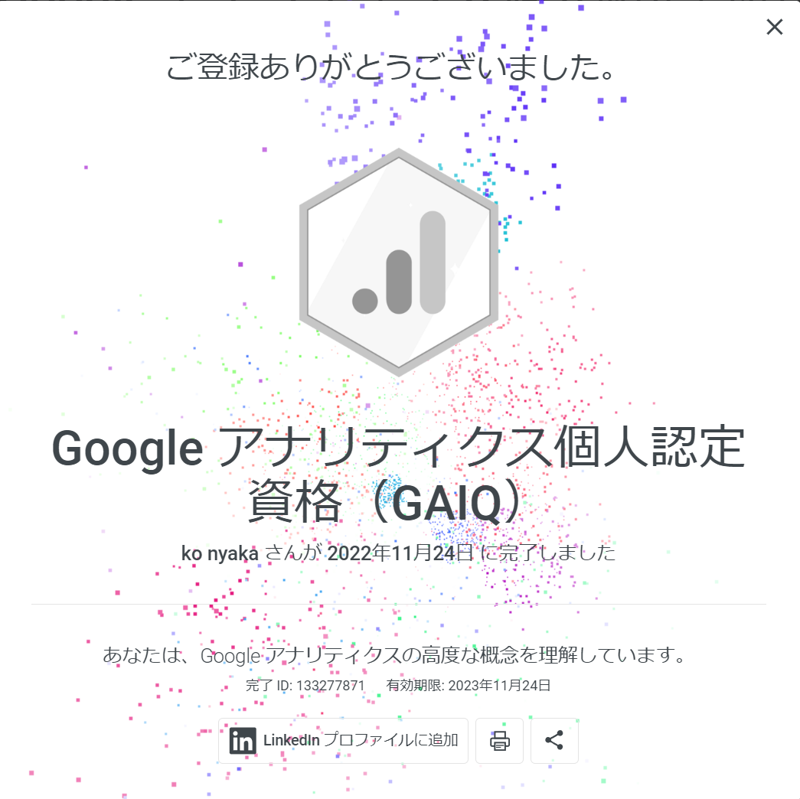 ご登録ありがとうございました。
Google アナリティクス個人認定
資格（GAIQ）
ko nyaka さんが 2022年11月24日 に完了しました
あなたは、Google アナリティクスの高度な概念を理解しています。
完了 ID: 133277871 有効期限: 2023年11月24日
LinkedIn プロファイルに追加